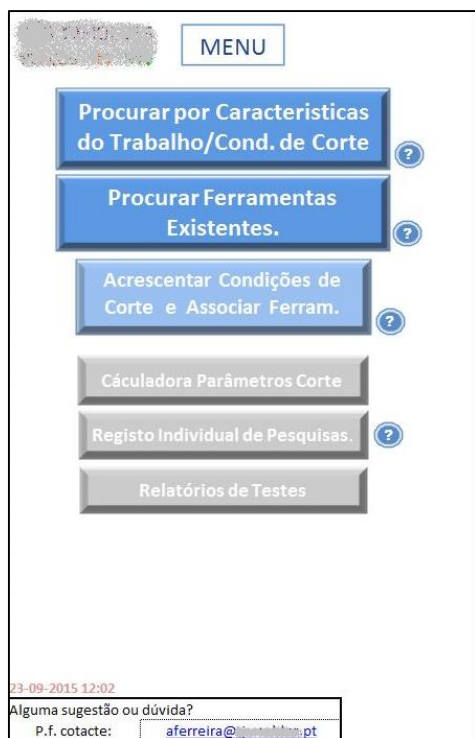 MENU
Procurar por Caracteristicas
do Trabalho/Cond. de Corte
?
Procurar Ferramentas
Existentes.
?
Acrescentar Condições de
Corte e Associar Ferram.
?
Cáculadora Parâmetros Corte
Registo Individual de Pesquisas.
?
Relatórios de Testes
23-09-2015 12:02
Alguma sugestão ou dúvida?
P.f. cotacte: aferreira@ .pt